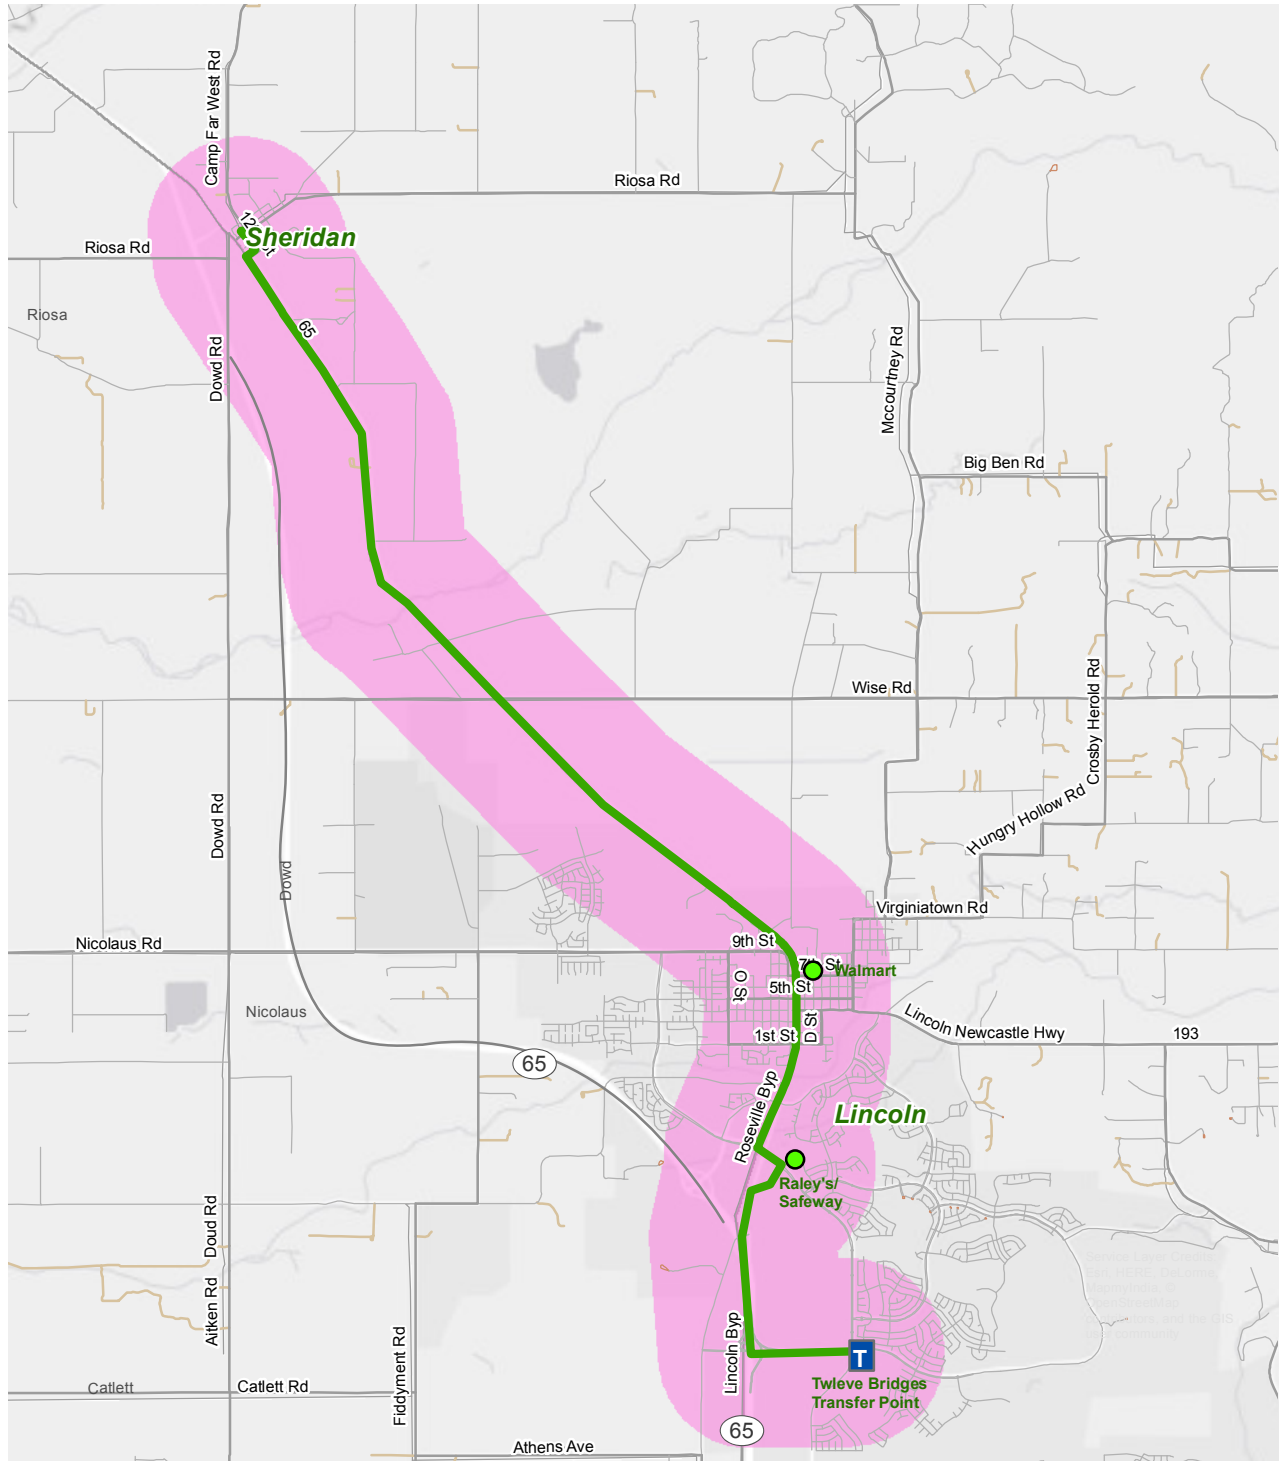 Camp Far West Rd
Riosa Rd
Sheridan
Riosa Rd
Riosa
65
Dowd Rd
Mccourtney Rd
Big Ben Rd
Wise Rd
Crosby Herold Rd
Hungry Hollow Rd
Dowd Rd
Dowd
Virginiatown Rd
Nicolaus Rd
9th St
Walmart
O St
5th St
Nicolaus
Lincoln Newcastle Hwy
193
1st St
D St
65
Roseville Byp
Lincoln
Raley's/
Safeway
Doud Rd
Aitken Rd
Lincoln Byp
Fiddyment Rd
T
Twleve Bridges
Transfer Point
Catlett
Catlett Rd
65
Athens Ave